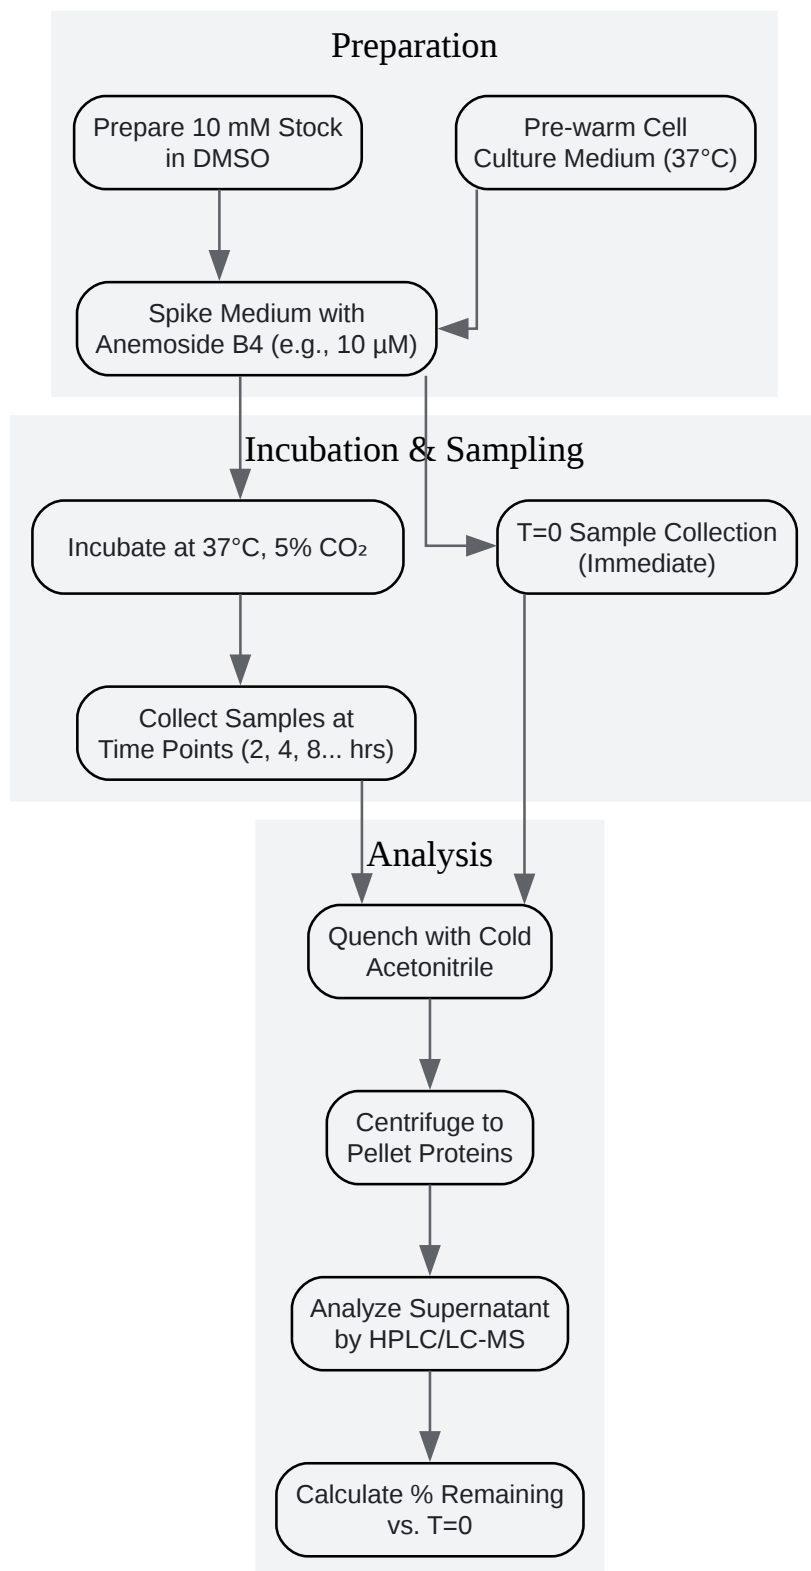 Preparation
Prepare 10 mM Stock
in DMSO
Pre-warm Cell
Culture Medium (37°C)
Spike Medium with
Anemoside B4 (e.g., 10 µM)
Incubation & Sampling
Incubate at 37°C, 5% CO₂
T=0 Sample Collection
(Immediate)
Collect Samples at
Time Points (2, 4, 8... hrs)
Analysis
Quench with Cold
Acetonitrile
Centrifuge to
Pellet Proteins
Analyze Supernatant
by HPLC/LC-MS
Calculate % Remaining
vs. T=0